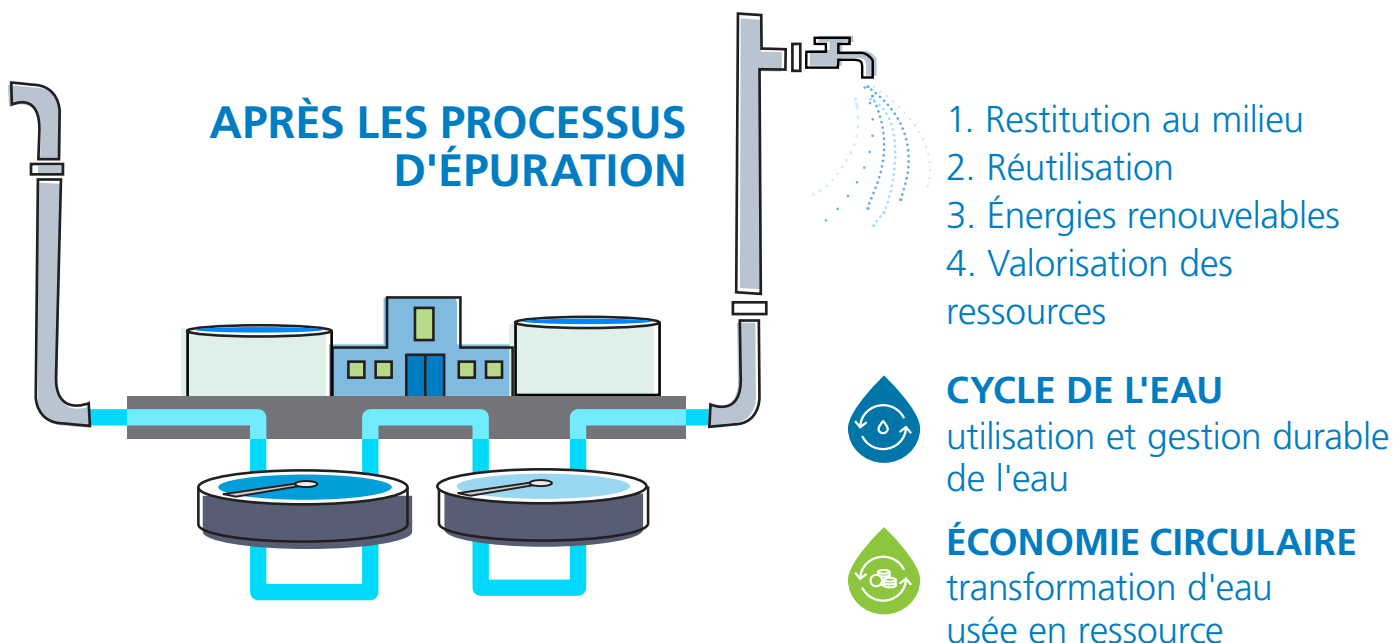 APRÈS LES PROCESSUS
D'ÉPURATION
1. Restitution au milieu
2. Réutilisation
3. Énergies renouvelables
4. Valorisation des
ressources
CYCLE DE L'EAU
utilisation et gestion durable
de l'eau
ÉCONOMIE CIRCULAIRE
transformation d'eau
usée en ressource